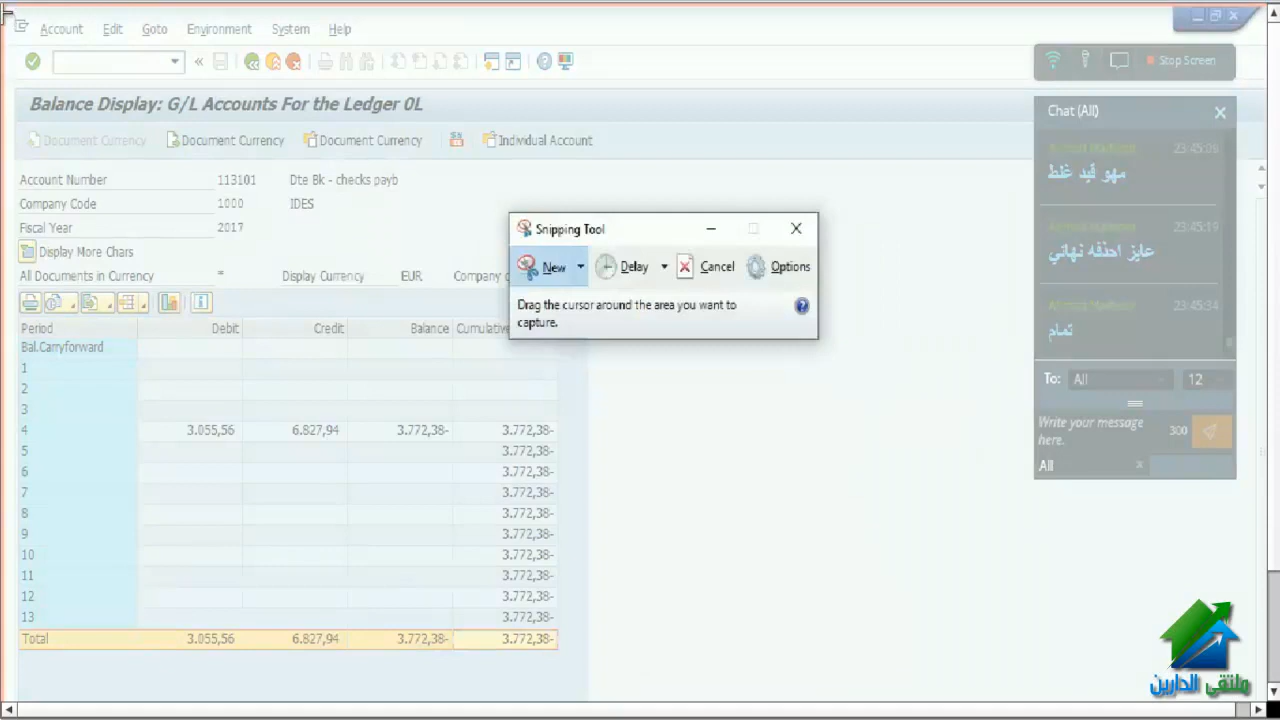 Account Edit Goto Environment System Help
Stop Screen
Balance Display: G/L Accounts For the Ledger 0L
Document Currency Document Currency Document Currency Individual Account
Account Number 113101 Dte Bk - checks payb
Company Code 1000 IDES
Fiscal Year 2017
Display More Chars
All Documents in Currency * Display Currency EUR Company c
Period Debit Credit Balance Cumulative
Bal.Carryforward
1
2
3
4 3.055,56 6.827,94 3.772,38- 3.772,38-
5 3.772,38-
6 3.772,38-
7 3.772,38-
8 3.772,38-
9 3.772,38-
10 3.772,38-
11 3.772,38-
12 3.772,38-
13 3.772,38-
Total 3.055,56 6.827,94 3.772,38- 3.772,38-
Snipping Tool
New Delay Cancel Options
Drag the cursor around the area you want to
capture.
Chat (All)
23:45:09
مهو قيد غلط
23:45:19
عايز احذفه نهائي
23:45:34
تمام
To: All 12
Write your message
here.
300
All
ملتقى الدارين